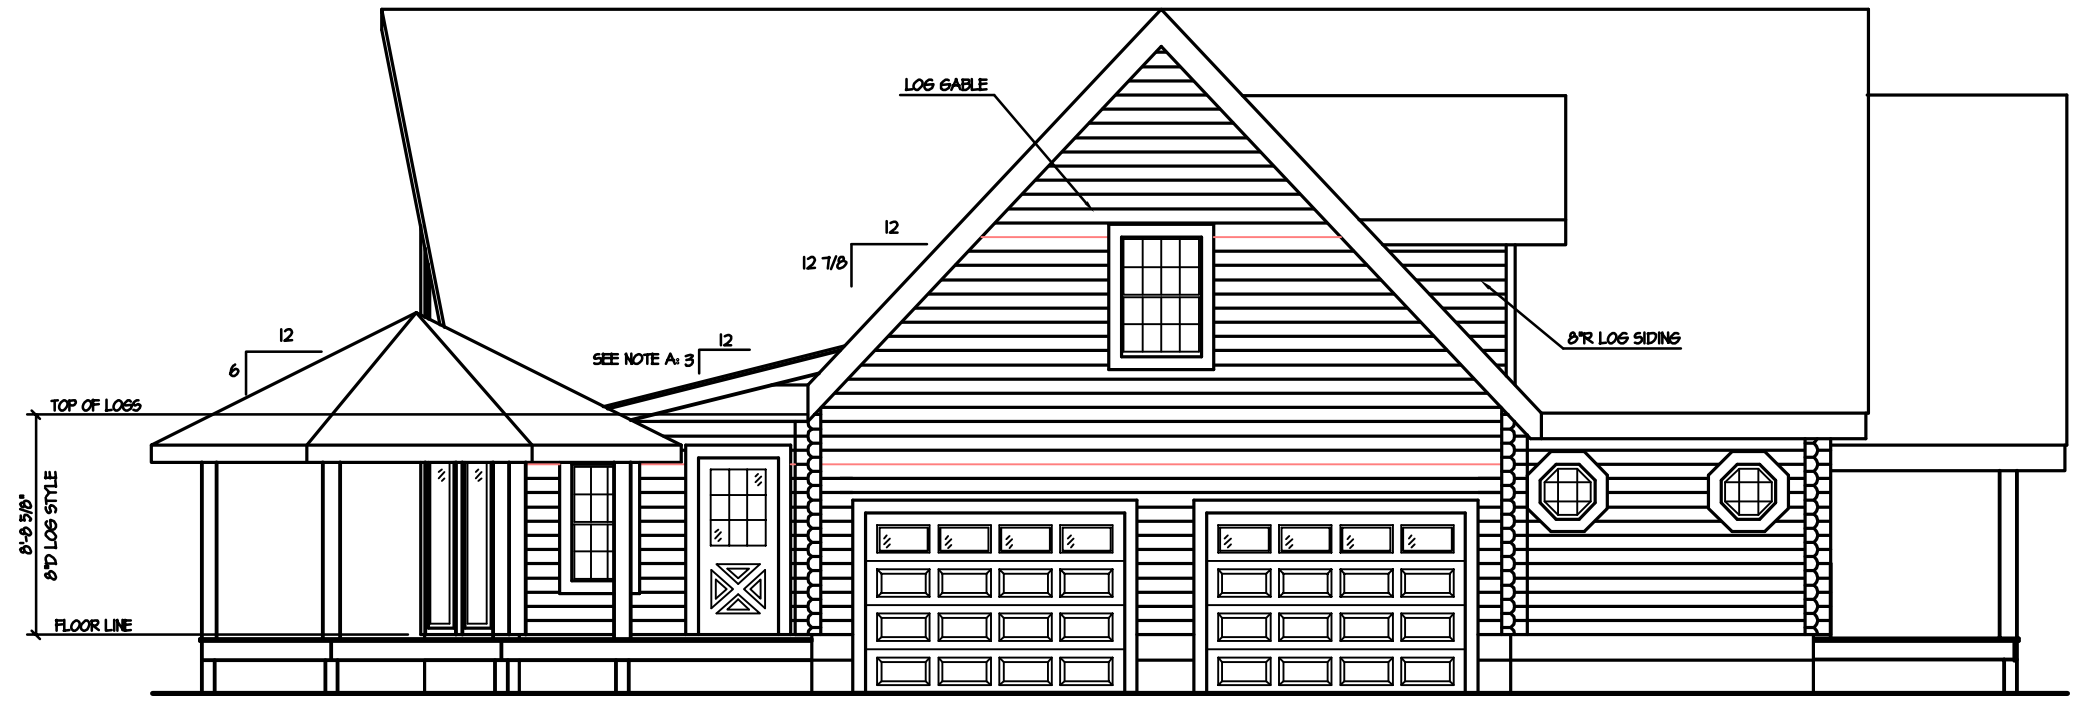 LOG GABLE
12
12 7/8
12
6
12
SEE NOTE A: 3
8"R LOG SIDING
TOP OF LOGS
8'-8 5/8"
8"D LOG STYLE
FLOOR LINE